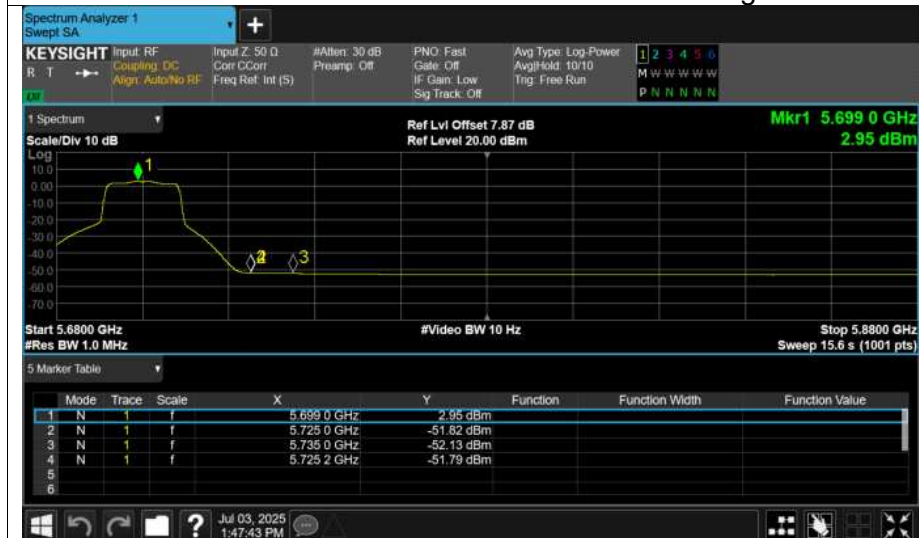 Spectrum Analyzer 1
Swept SA
+
KEYSIGHT
R T
Input: RF
Coupling: DC
Align: Auto/No RF
Input Z: 50 Ω
Corr CCorr
Freq Ref: Int (S)
#Atten: 30 dB
Preamp: Off
PNO: Fast
Gate: Off
IF Gain: Low
Sig Track: Off
Avg Type: Log-Power
Avg|Hold: 10/10
Trig: Free Run
1 2 3 4 5 6
M W W W W W
P N N N N N
1 Spectrum
Scale/Div 10 dB
Ref Lvl Offset 7.87 dB
Ref Level 20.00 dBm
Mkr1 5.699 0 GHz
2.95 dBm
Log
10.0
0.00
-10.0
-20.0
-30.0
-40.0
-50.0
-60.0
-70.0
1
3
Start 5.6800 GHz
#Video BW 10 Hz
Stop 5.8800 GHz
#Res BW 1.0 MHz
Sweep 15.6 s (1001 pts)
5 Marker Table
Mode Trace Scale X Y Function Function Width Function Value
1 N 1 f 5.699 0 GHz 2.95 dBm
2 N 1 f 5.725 0 GHz -51.82 dBm
3 N 1 f 5.735 0 GHz -52.13 dBm
4 N 1 f 5.725 2 GHz -51.79 dBm
5
6
?
Jul 03, 2025
1:47:43 PM